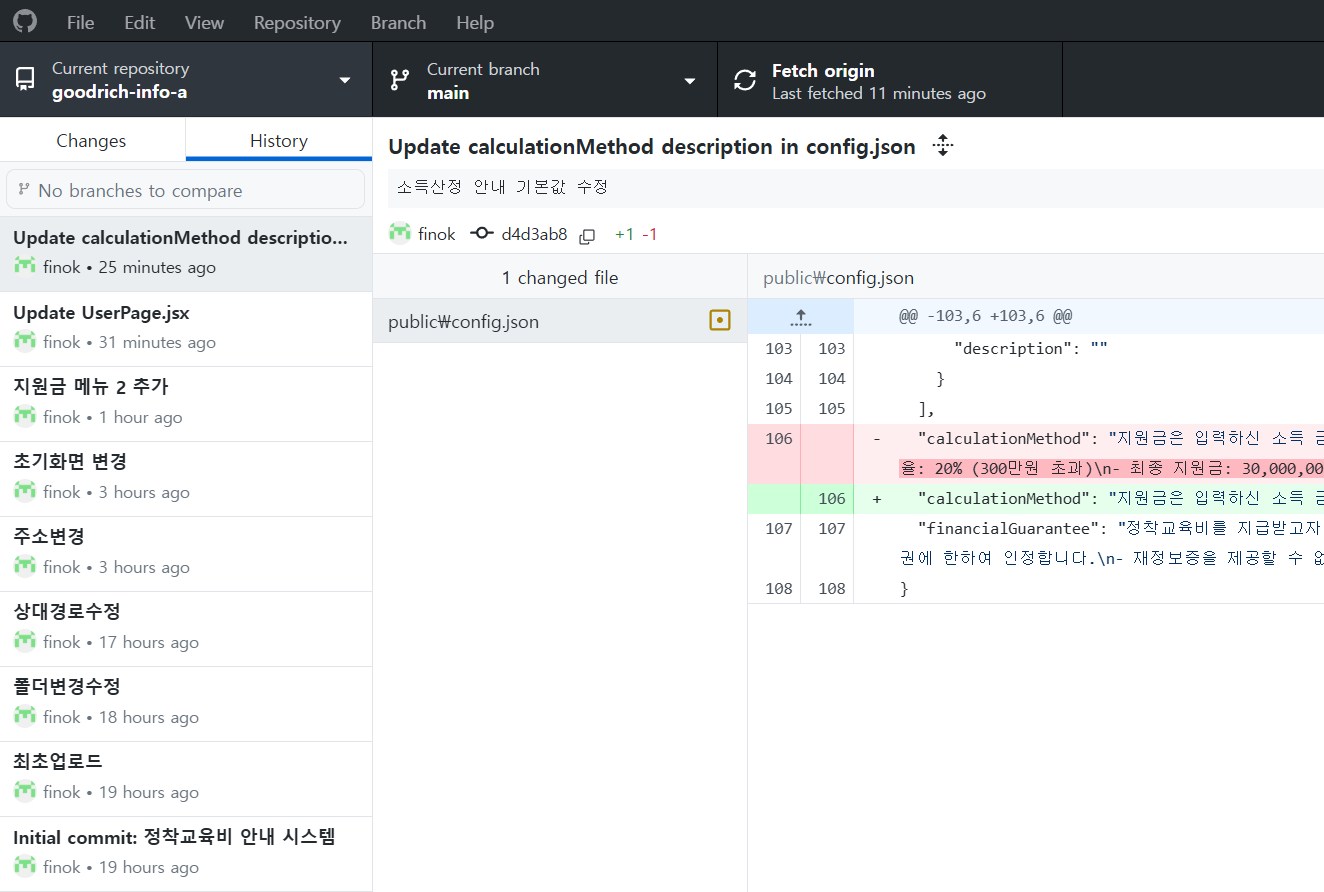 File Edit View Repository Branch Help
Current repository
goodrich-info-a
Current branch
main
Fetch origin
Last fetched 11 minutes ago
Changes
History
No branches to compare
Update calculationMethod descriptio...
finok • 25 minutes ago
Update UserPage.jsx
finok • 31 minutes ago
지원금 메뉴 2 추가
finok • 1 hour ago
초기화면 변경
finok • 3 hours ago
주소변경
finok • 3 hours ago
상대경로수정
finok • 17 hours ago
폴더변경수정
finok • 18 hours ago
최초업로드
finok • 19 hours ago
Initial commit: 정착교육비 안내 시스템
finok • 19 hours ago
Update calculationMethod description in config.json
소득산정 안내 기본값 수정
finok d4d3ab8 +1 -1
1 changed file
public₩config.json
public₩config.json
@@ -103,6 +103,6 @@
103 103 "description": ""
104 104 }
105 105 ],
106 - "calculationMethod": "지원금은 입력하신 소득 금
율: 20% (300만원 초과)\n- 최종 지원금: 30,000,00
106 + "calculationMethod": "지원금은 입력하신 소득 금
107 107 "financialGuarantee": "정착교육비를 지급받고자
권에 한하여 인정합니다.\n- 재정보증을 제공할 수 없
108 108 }